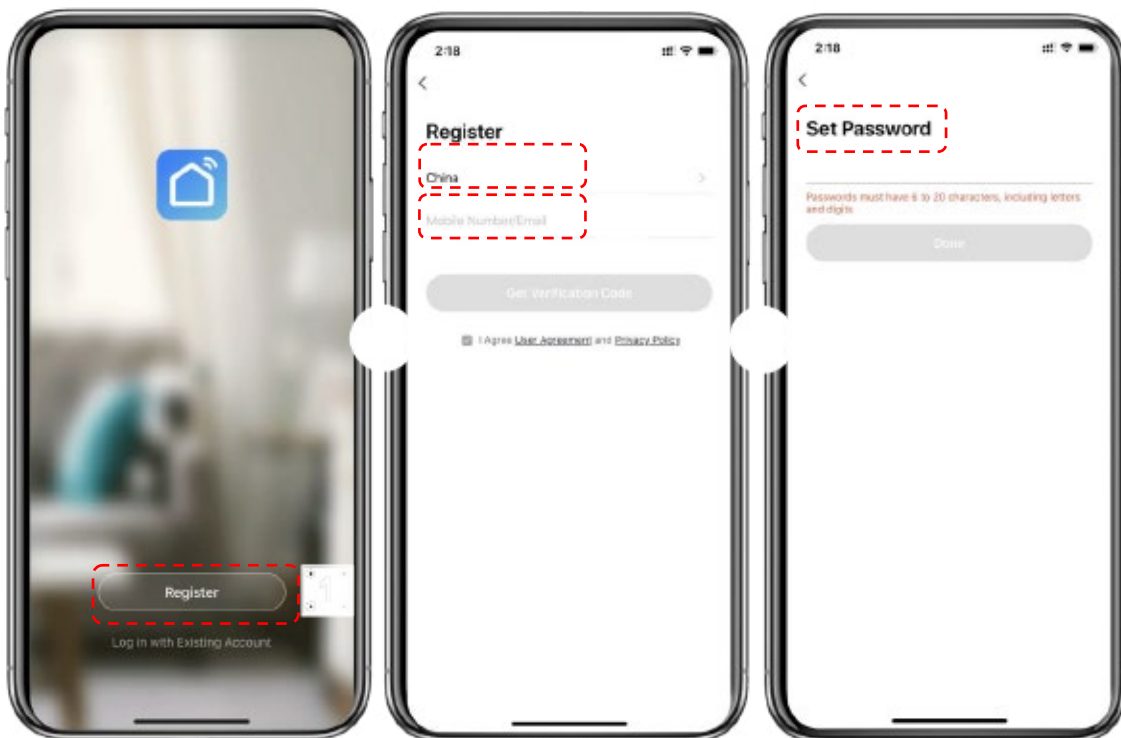 Register
1
Log in with Existing Account
2:18
Register
China
Mobile Number/Email
Get Verification Code
I Agree User Agreement and Privacy Policy
2:18
Set Password
Passwords must have 6 to 20 characters, including letters
and digits
Done